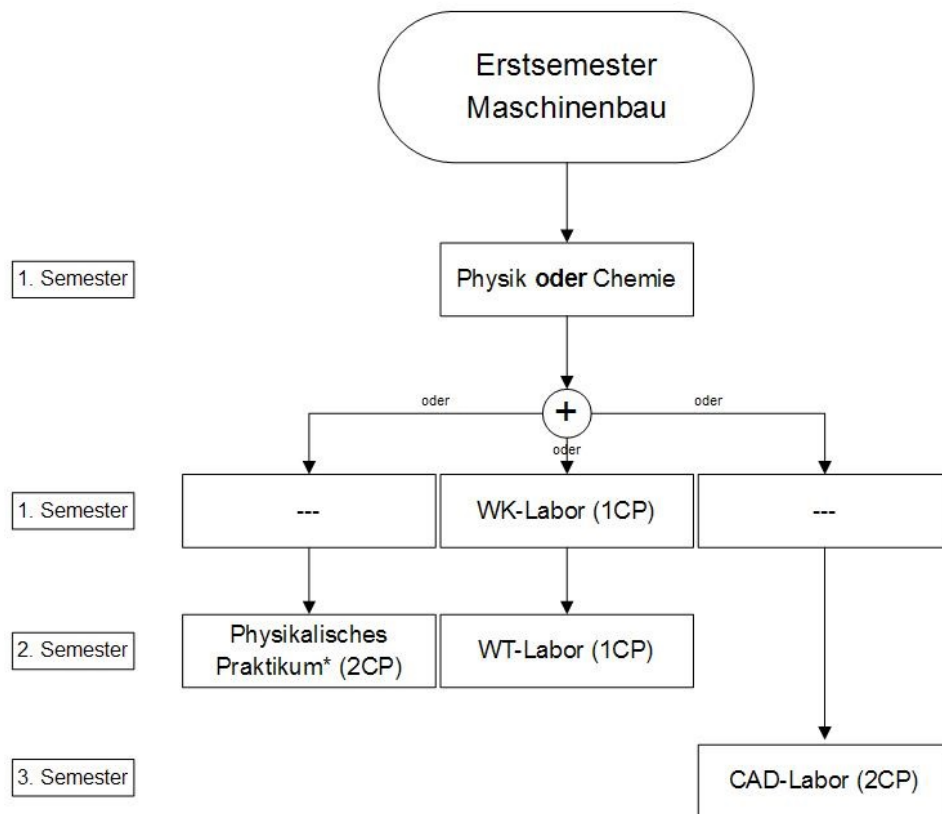 Erstsemester
Maschinenbau
1. Semester
Physik oder Chemie
oder
+
oder
oder
1. Semester
---
WK-Labor (1CP)
---
2. Semester
Physikalisches
Praktikum* (2CP)
WT-Labor (1CP)
3. Semester
CAD-Labor (2CP)